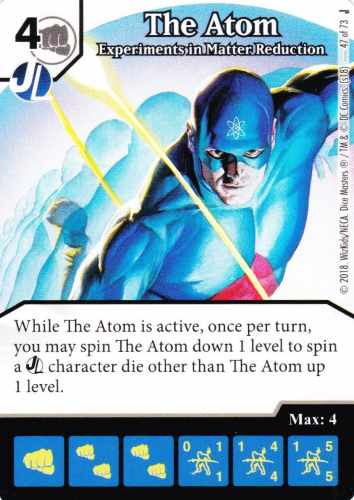 4
The Atom
Experiments in Matter Reduction
JL
© 2018. WizKids/NECA. Dice Masters ® / TM & © DC Comics. (s18) 47 of 73
While The Atom is active, once per turn,
you may spin The Atom down 1 level to spin
a JL character die other than The Atom up
1 level.
Max: 4
0 1 1
1 4 4
1 5 5